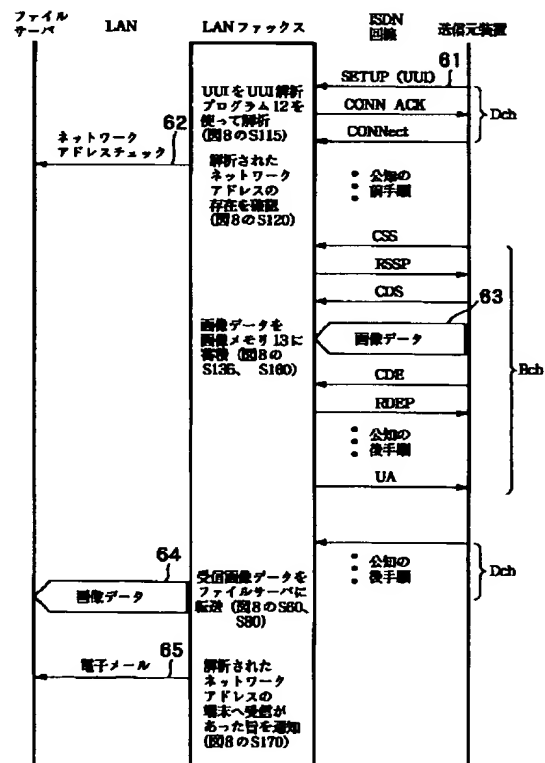 ファイル
サーバ
LAN
LANファックス
ISDN
回線
送信元装置
61
SETUP (UUI)
UUIをUUI解析
プログラム12を
使って解析
(図8のS115)
CONN ACK
CONNect
Dch
62
ネットワーク
アドレスチェック
解析された
ネットワーク
アドレスの
存在を確認
(図8のS120)
公知の
前手順
CSS
RSSP
CDS
63
画像データを
画像メモリ13に
蓄積(図8の
S135、S160)
画像データ
Bch
CDE
RDEP
公知の
後手順
UA
公知の
後手順
Dch
64
画像データ
受信画像データを
ファイルサーバに
転送(図8のS60、
S80)
65
電子メール
解析された
ネットワーク
アドレスの
端末へ受信が
あった旨を通知
(図8のS170)